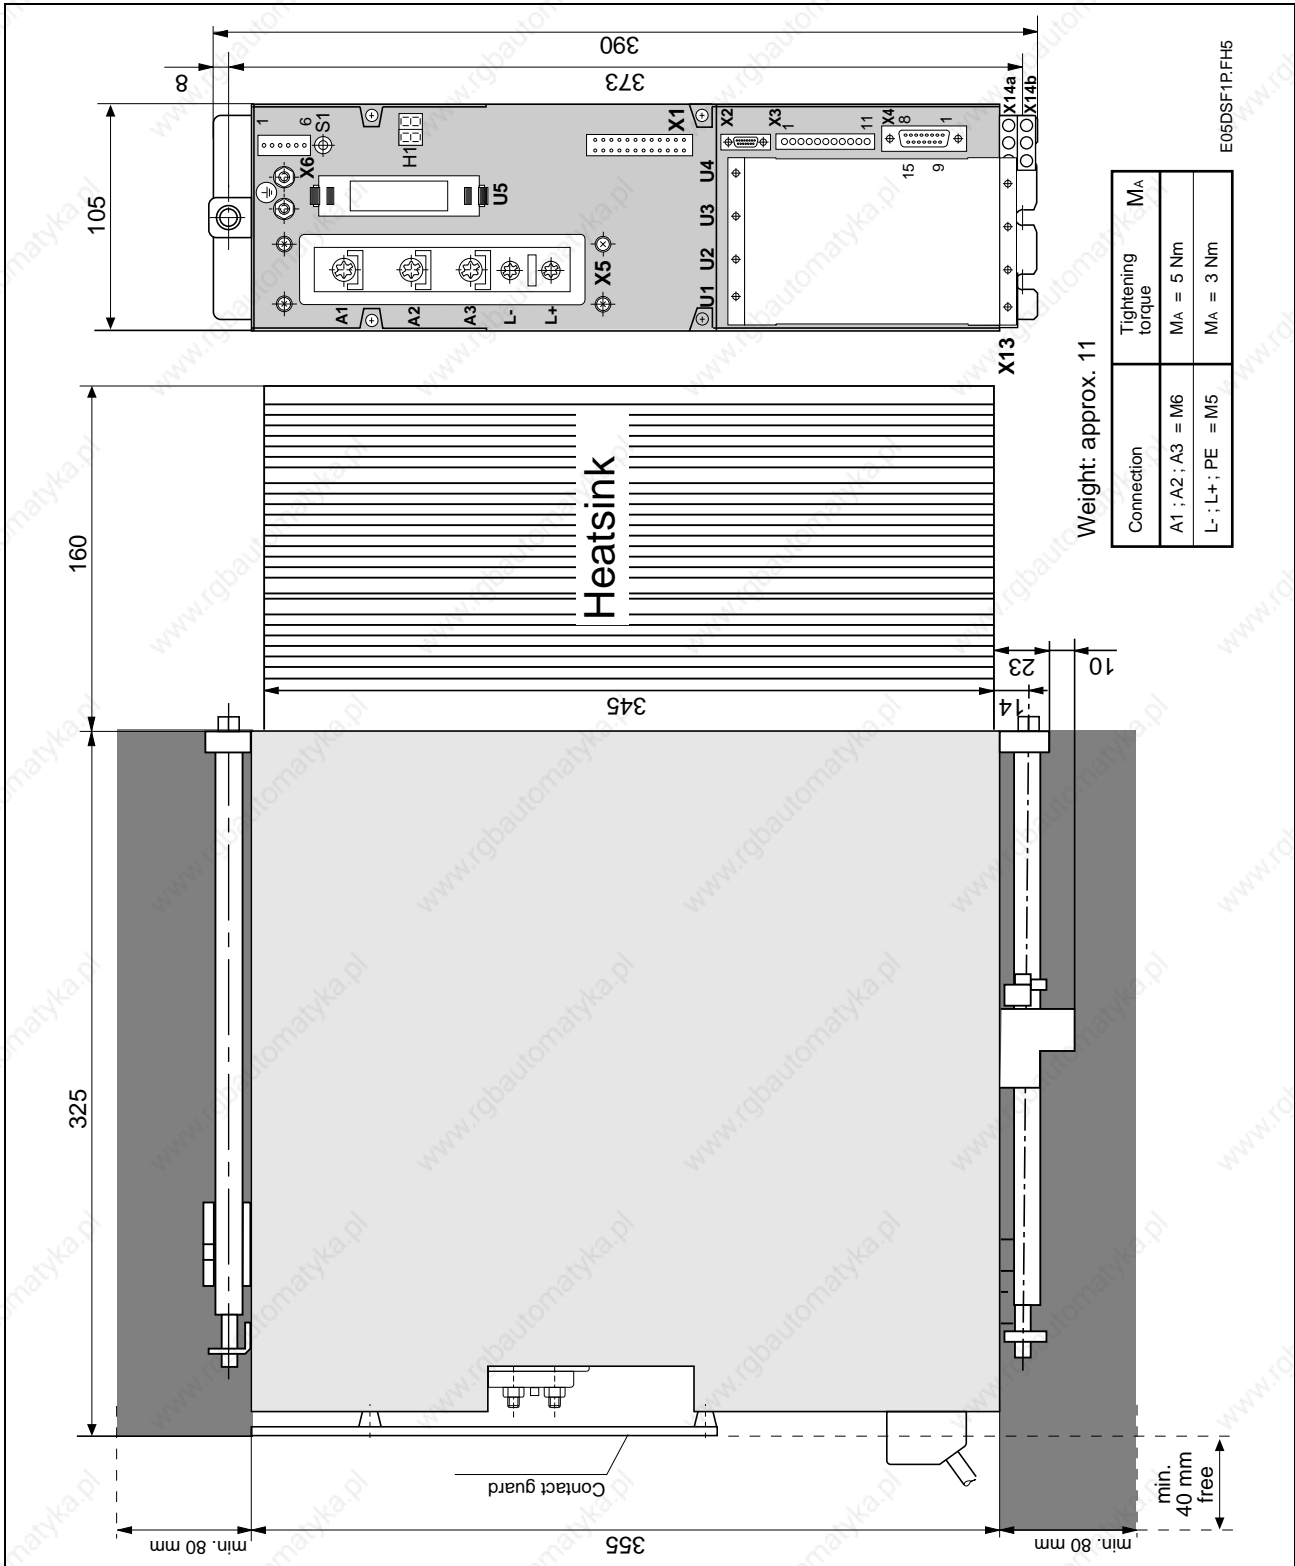 390
373
8
105
X14a
X14b
E05DSF1P.FH5
1
6
S1
X6
H1
U5
X1
X2
X3
1
11
X4
8
1
15
9
U4
U3
U2
U1
A1
A2
A3
L-
L+
X5
X13
Weight: approx. 11
Connection Tightening torque MA
A1 ; A2 ; A3 = M6 MA = 5 Nm
L- ; L+ ; PE = M5 MA = 3 Nm
160
Heatsink
345
23
14
10
325
Contact guard
min. 80 mm
355
min. 80 mm
min.
40 mm
free
www.rgbautomatyka.pl